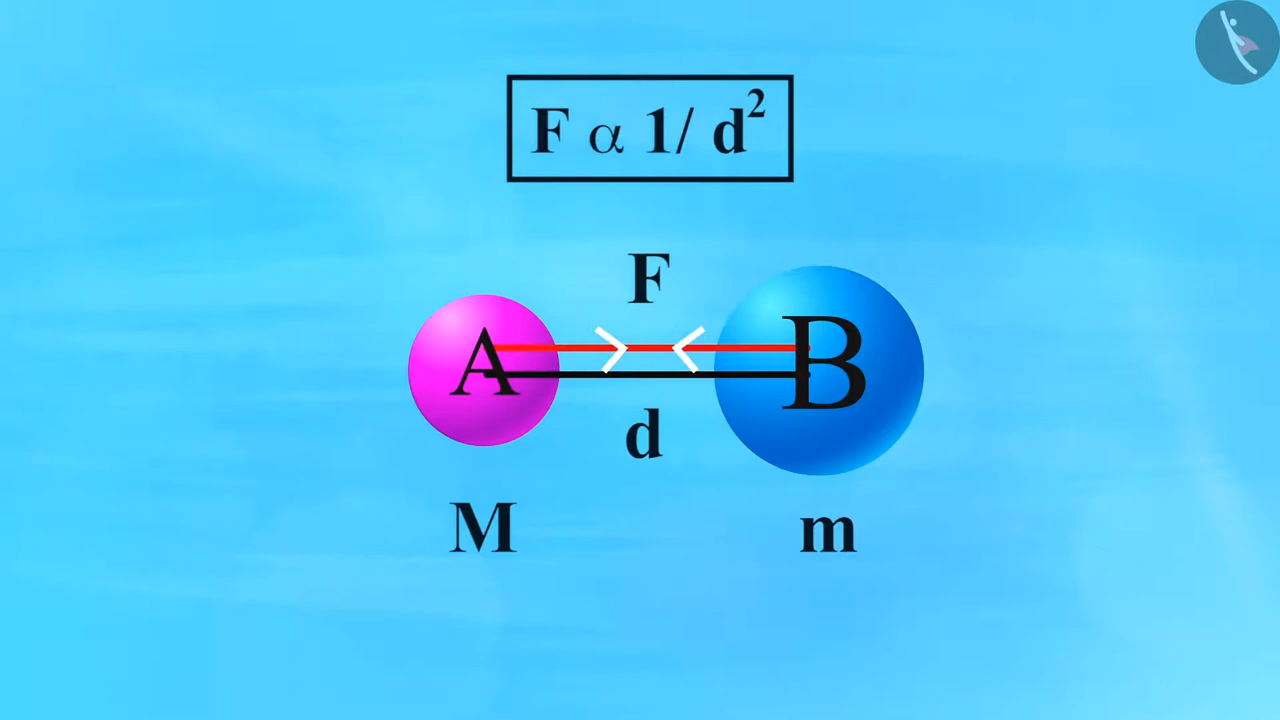 F α 1/ d²
F
A B
d
M m